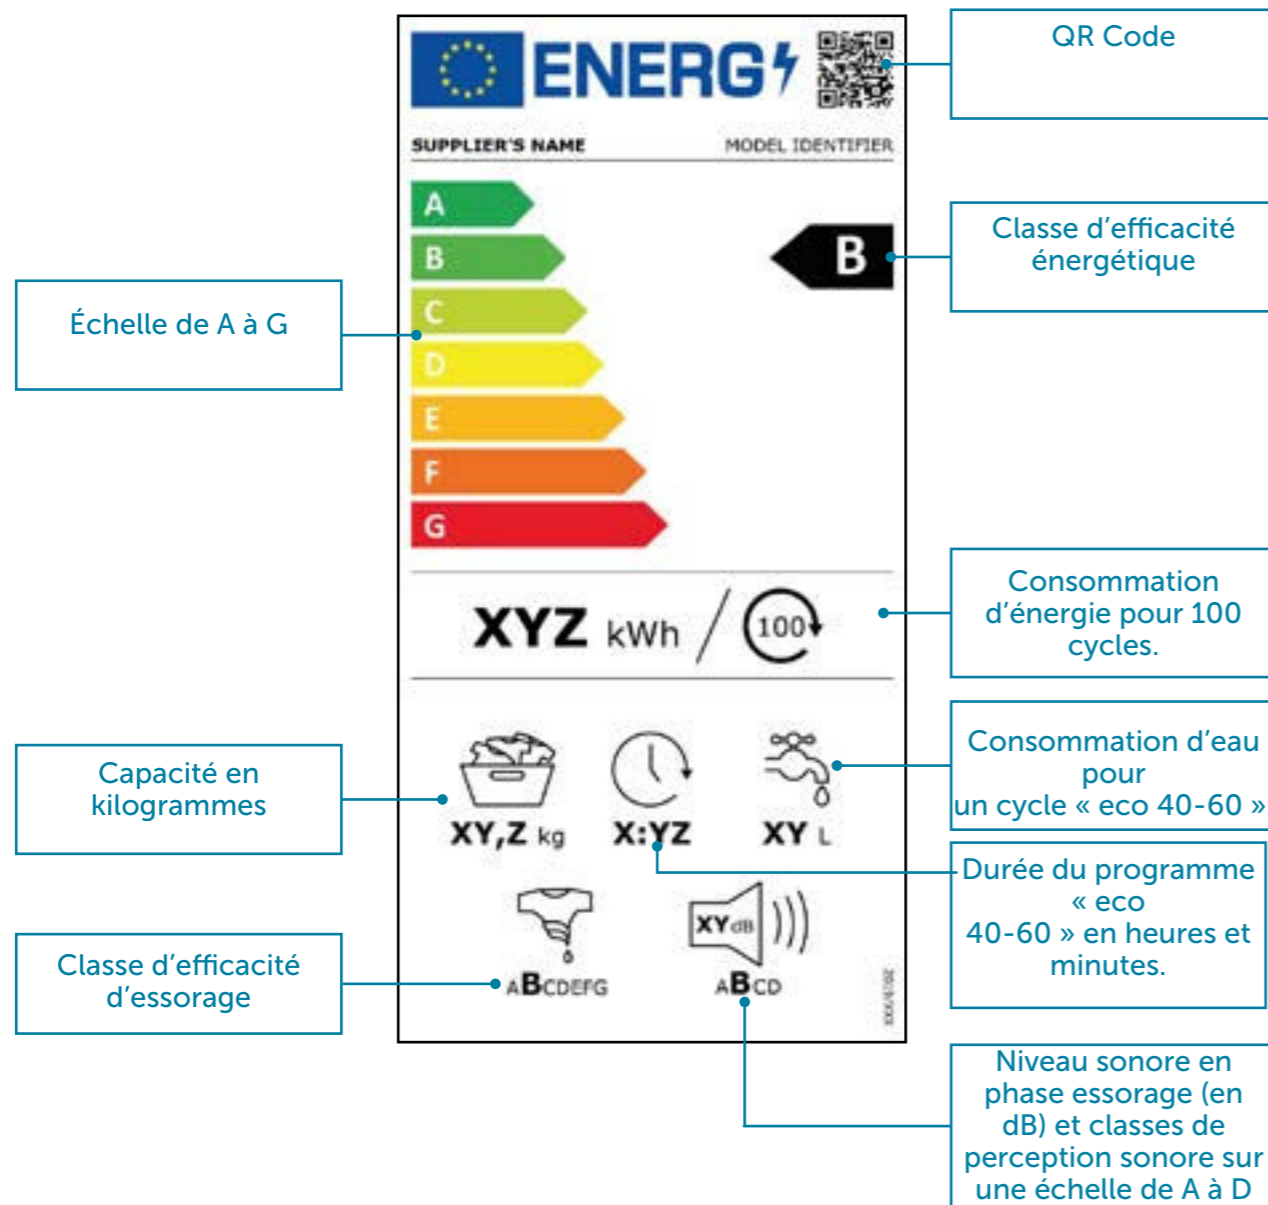 ENERG
QR Code
SUPPLIER'S NAME
MODEL IDENTIFIER
A
B
C
D
E
F
G
B
Classe d’efficacité
énergétique
Échelle de A à G
XYZ kWh / 100
Consommation
d’énergie pour 100
cycles.
Capacité en
kilogrammes
XY,Z kg
X:YZ
XY L
Consommation d’eau
pour
un cycle « eco 40-60 »
Durée du programme
« eco
40-60 » en heures et
minutes.
Classe d’efficacité
d’essorage
ABCDEFG
XY dB
ABCD
Niveau sonore en
phase essorage (en
dB) et classes de
perception sonore sur
une échelle de A à D